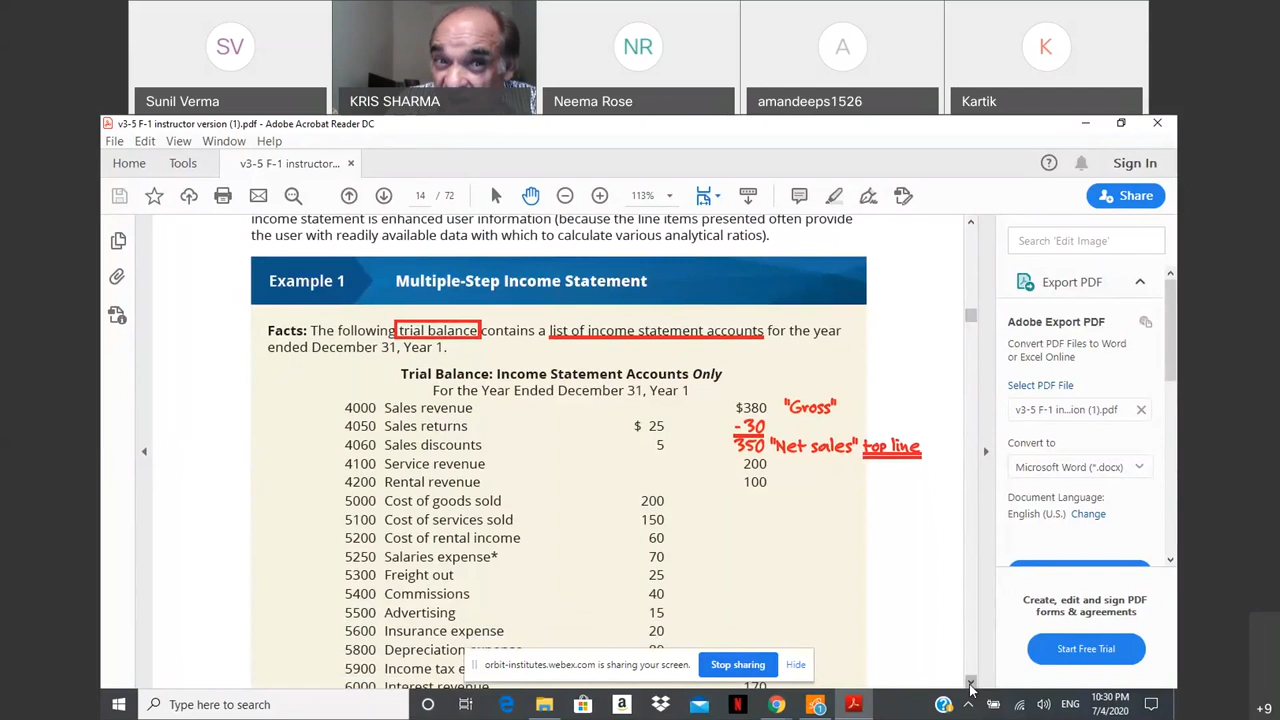 SV
NR
A
K
Sunil Verma
KRIS SHARMA
Neema Rose
amandeeps1526
Kartik
v3-5 F-1 instructor version (1).pdf - Adobe Acrobat Reader DC
File Edit View Window Help
Home Tools v3-5 F-1 instructor... × Sign In
14 / 72 113% Share
income statement is enhanced user information (because the line items presented often provide
the user with readily available data with which to calculate various analytical ratios).
Example 1 Multiple-Step Income Statement
Facts: The following trial balance contains a list of income statement accounts for the year
ended December 31, Year 1.
Trial Balance: Income Statement Accounts Only
For the Year Ended December 31, Year 1
4000 Sales revenue $380 "Gross"
4050 Sales returns $ 25 -30
4060 Sales discounts 5 350 "Net sales" top line
4100 Service revenue 200
4200 Rental revenue 100
5000 Cost of goods sold 200
5100 Cost of services sold 150
5200 Cost of rental income 60
5250 Salaries expense* 70
5300 Freight out 25
5400 Commissions 40
5500 Advertising 15
5600 Insurance expense 20
5800 Depreciation
5900 Income tax
6000 Interest revenue 170
orbit-institutes.webex.com is sharing your screen. Stop sharing Hide
Search 'Edit Image'
Export PDF
Adobe Export PDF
Convert PDF Files to Word
or Excel Online
Select PDF File
v3-5 F-1 in...ion (1).pdf
Convert to
Microsoft Word (*.docx)
Document Language:
English (U.S.) Change
Create, edit and sign PDF
forms & agreements
Start Free Trial
Type here to search
ENG
10:30 PM
7/4/2020
+9